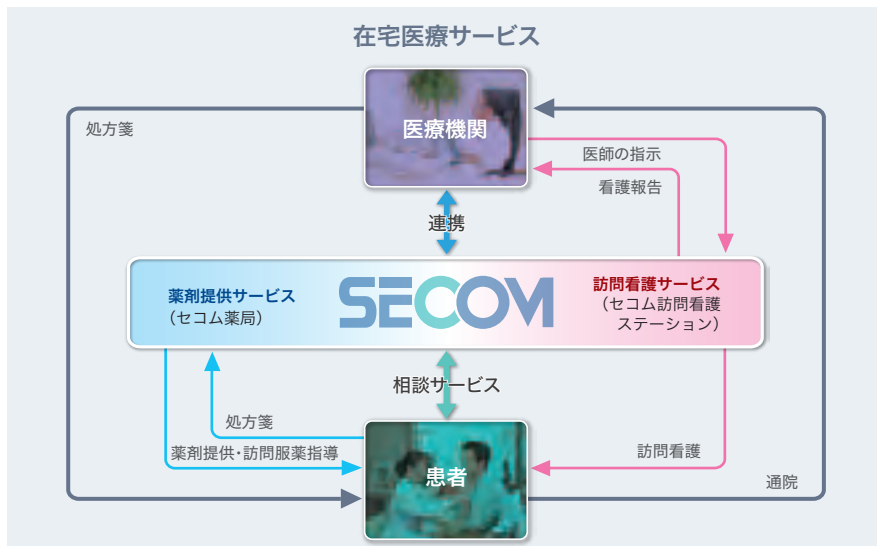 在宅医療サービス
処方箋
医療機関
医師の指示
看護報告
連携
薬剤提供サービス
（セコム薬局）
SECOM
訪問看護サービス
（セコム訪問看護
ステーション）
相談サービス
処方箋
薬剤提供・訪問服薬指導
患者
訪問看護
通院